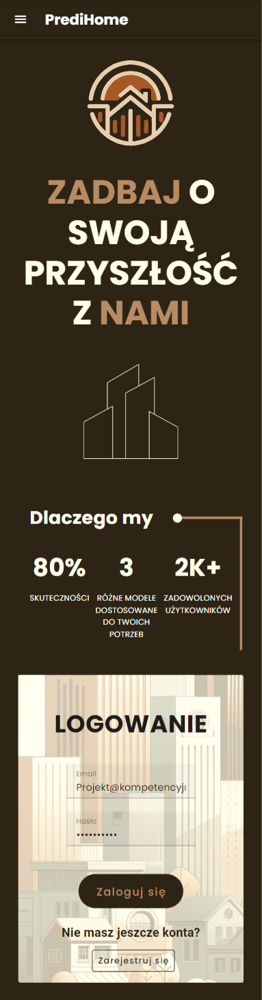 PrediHome
ZADBAJ O
SWOJĄ
PRZYSZŁOŚĆ
Z NAMI
Dlaczego my
80%
SKUTECZNOŚCI
3
RÓŻNE MODELE
DOSTOSOWANE
DO TWOICH
POTRZEB
2K+
ZADOWOLONYCH
UŻYTKOWNIKÓW
LOGOWANIE
Email
Projekt@kompetencyj
Hasło
••••••••••
Zaloguj się
Nie masz jeszcze konta?
Zarejestruj się